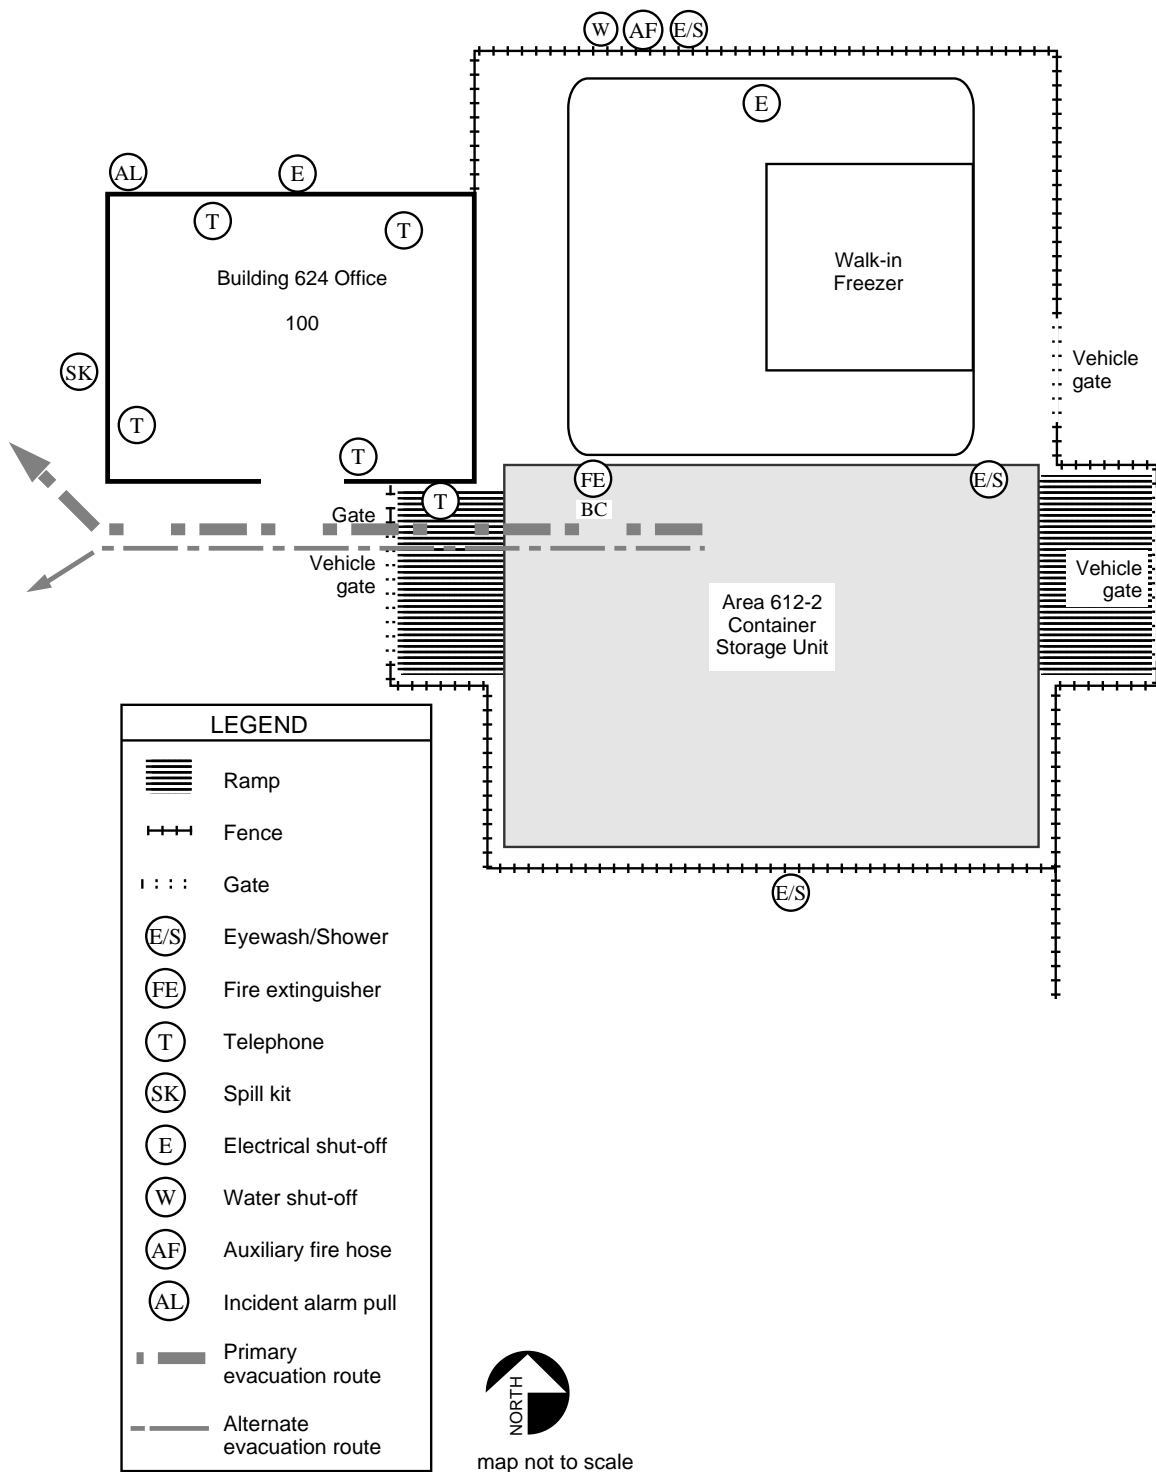 W
AF
E/S
E
AL
E
T
T
Building 624 Office
100
Walk-in
Freezer
SK
Vehicle
gate
T
T
T
FE
BC
E/S
Gate
Vehicle
gate
Vehicle
gate
Area 612-2
Container
Storage Unit
E/S
LEGEND
Ramp
Fence
Gate
E/S Eyewash/Shower
FE Fire extinguisher
T Telephone
SK Spill kit
E Electrical shut-off
W Water shut-off
AF Auxiliary fire hose
AL Incident alarm pull
Primary
evacuation route
Alternate
evacuation route
NORTH
map not to scale